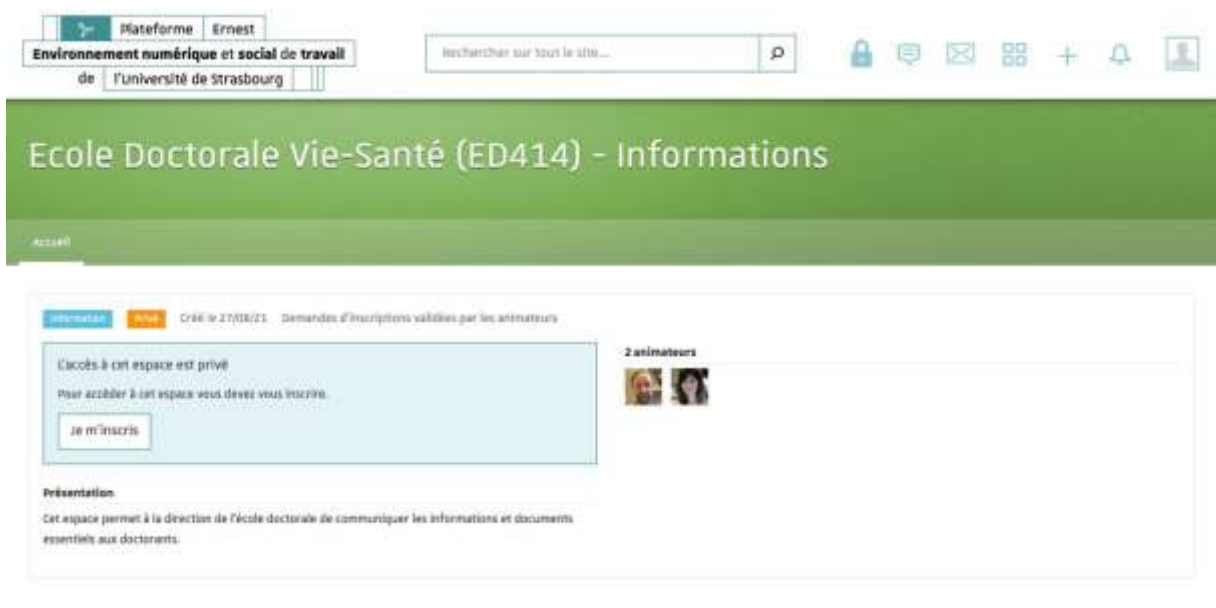 Plateforme Ernest
Environnement numérique et social de travail
de l'Université de Strasbourg
Rechercher sur tout le site...
Ecole Doctorale Vie-Santé (ED414) - Informations
Accueil
Information Privé Créé le 27/08/23 Demandes d'inscriptions validées par les animateurs
L'accès à cet espace est privé
Pour accéder à cet espace vous devez vous inscrire.
Je m'inscris
2 animateurs
Présentation
Cet espace permet à la direction de l'école doctorale de communiquer les informations et documents
essentiels aux doctorants.